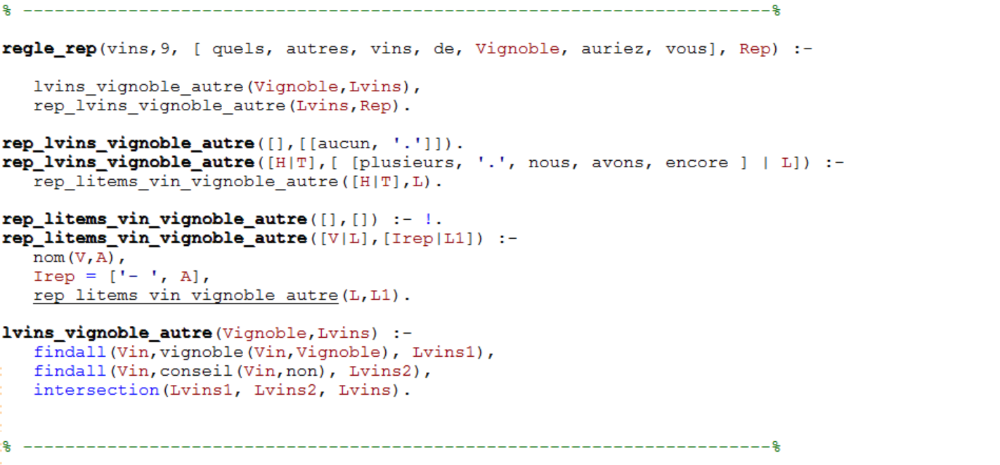 % -----------------------------------------------------------------------%
regle_rep(vins,9, [ quels, autres, vins, de, Vignoble, auriez, vous], Rep) :-
lvins_vignoble_autre(Vignoble,Lvins),
rep_lvins_vignoble_autre(Lvins,Rep).
rep_lvins_vignoble_autre([],[[aucun, '.']]).
rep_lvins_vignoble_autre([H|T],[ [plusieurs, '.', nous, avons, encore ] | L]) :-
rep_litems_vin_vignoble_autre([H|T],L).
rep_litems_vin_vignoble_autre([],[]) :- !.
rep_litems_vin_vignoble_autre([V|L],[Irep|L1]) :-
nom(V,A),
Irep = ['- ', A],
rep_litems_vin_vignoble_autre(L,L1).
lvins_vignoble_autre(Vignoble,Lvins) :-
findall(Vin,vignoble(Vin,Vignoble), Lvins1),
findall(Vin,conseil(Vin,non), Lvins2),
intersection(Lvins1, Lvins2, Lvins).
% -----------------------------------------------------------------------%